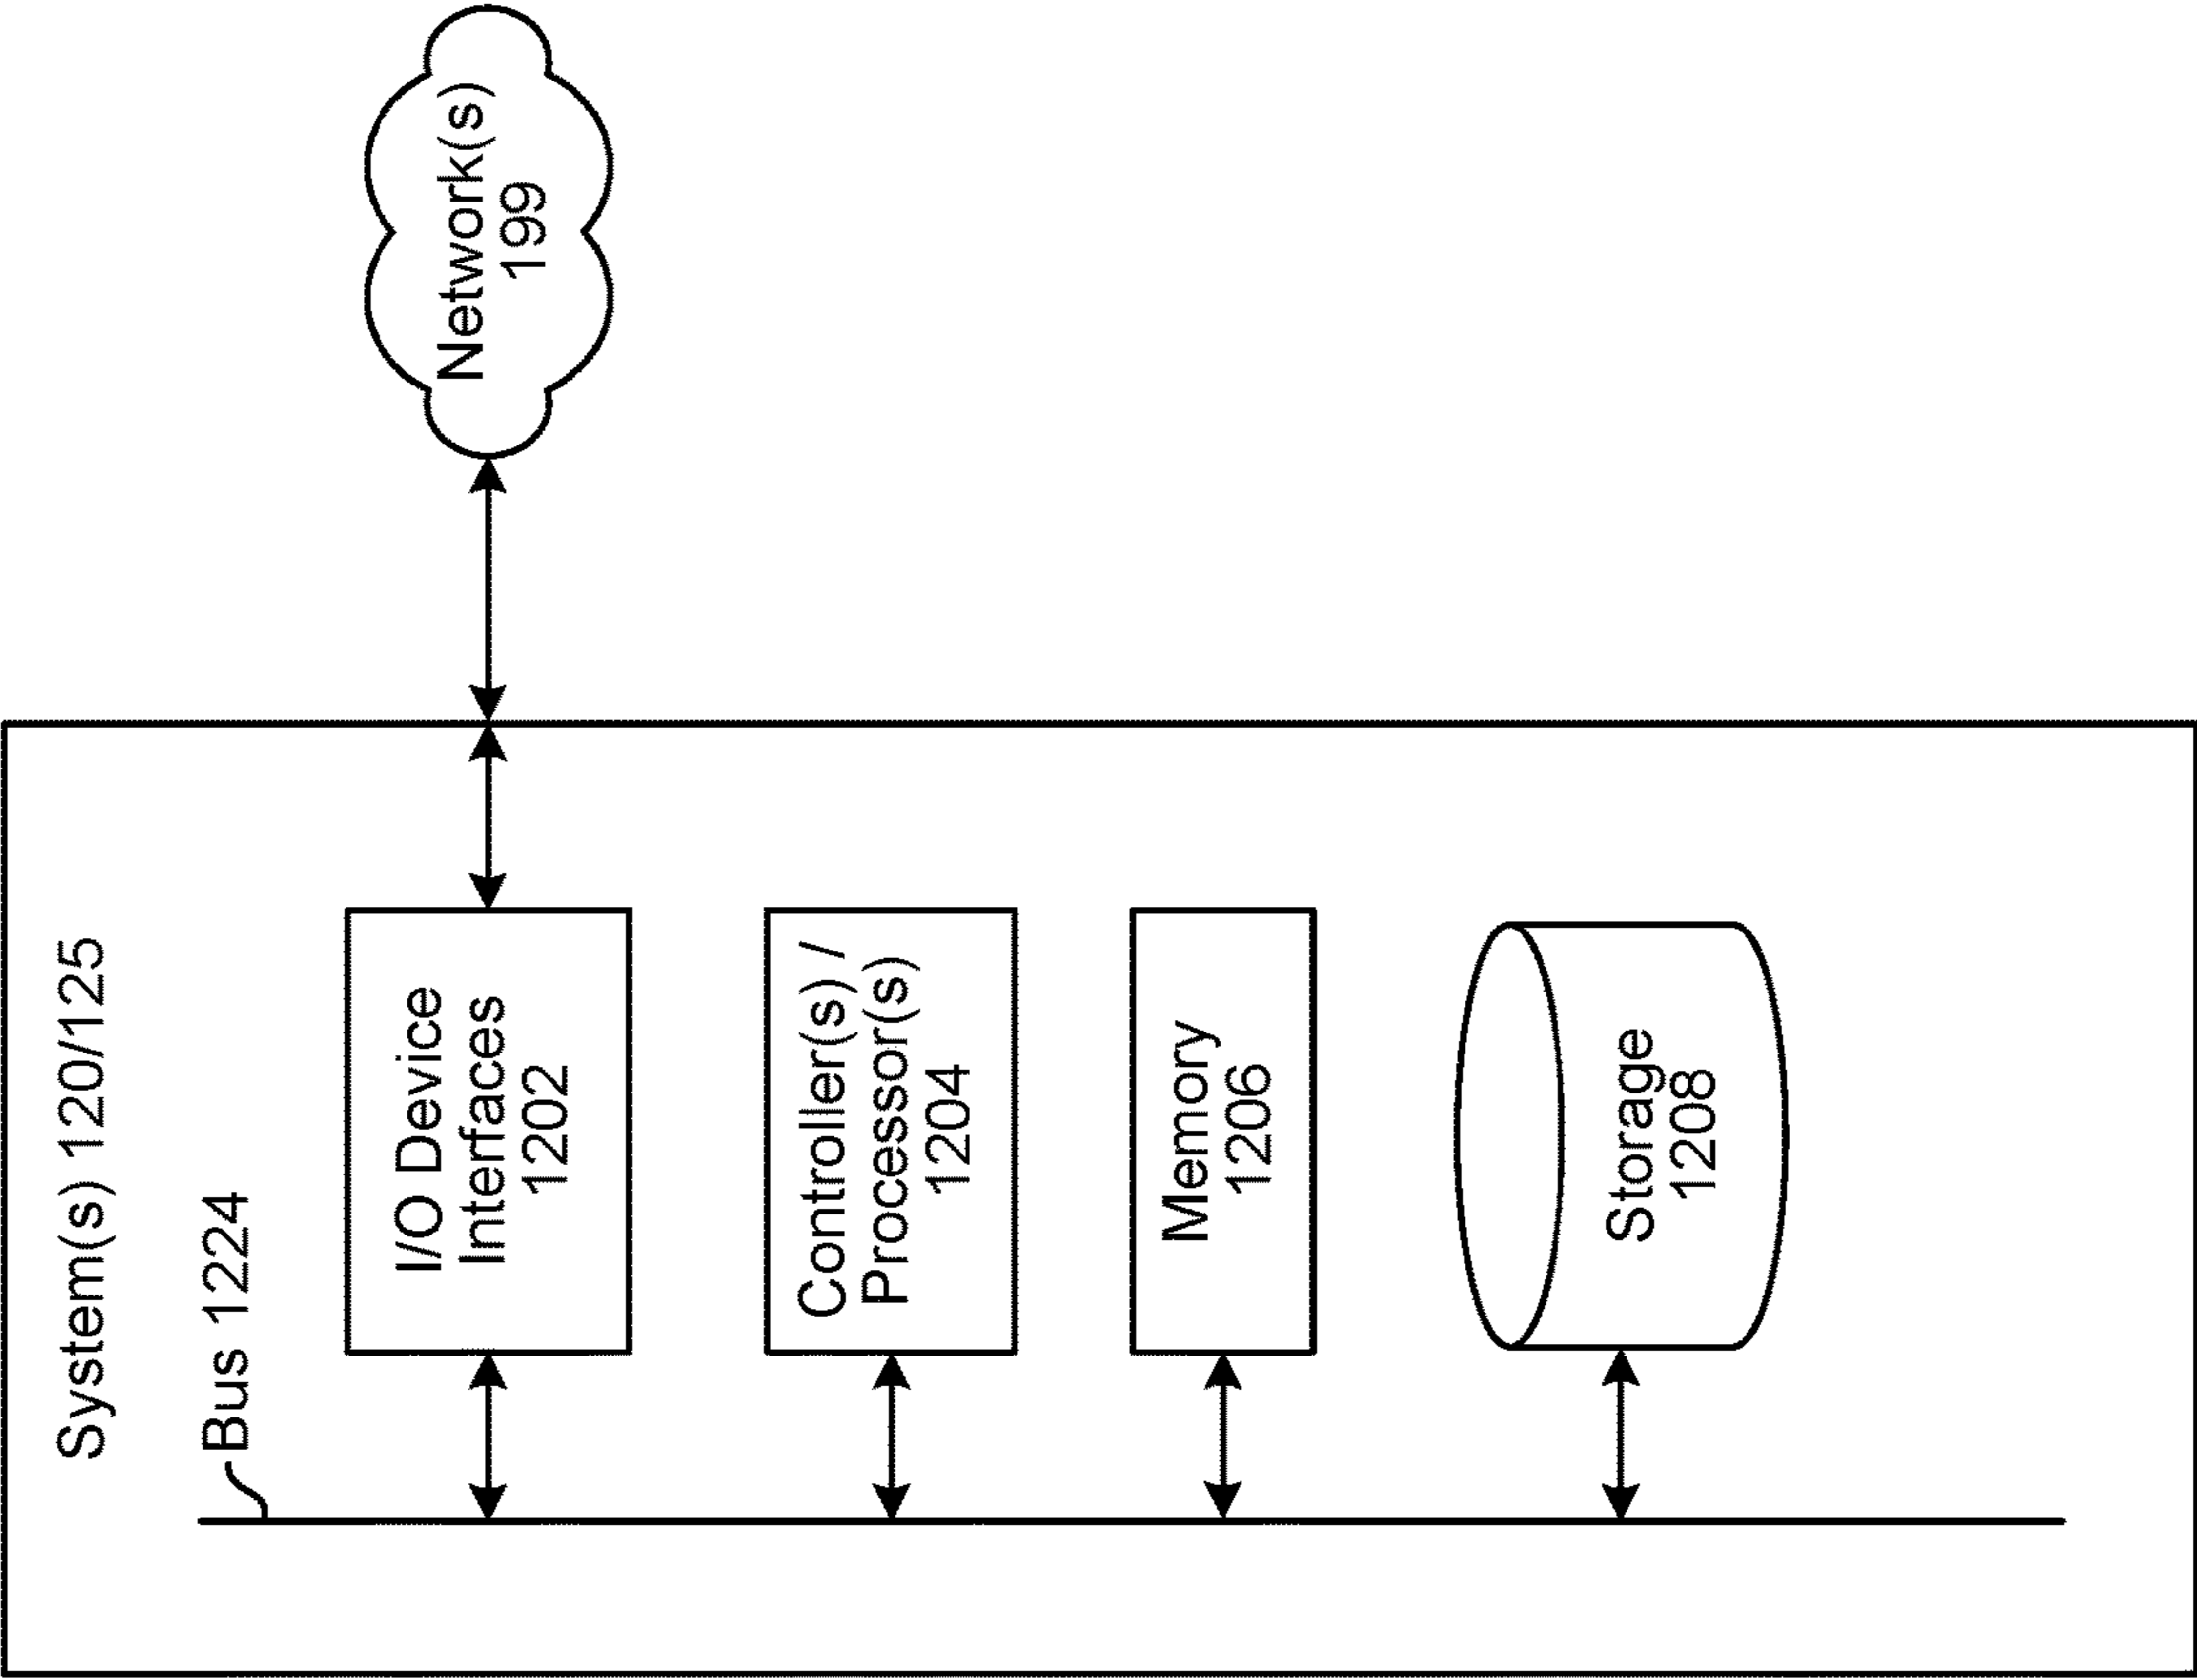 System(s) 120/125
Bus 1224
I/O Device
Interfaces
1202
Network(s)
199
Controller(s) /
Processor(s)
1204
Memory
1206
Storage
1208